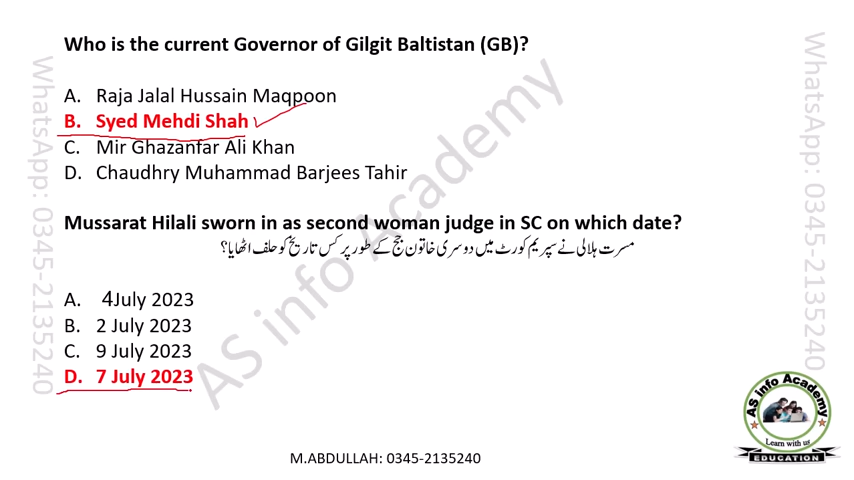 Who is the current Governor of Gilgit Baltistan (GB)?
A. Raja Jalal Hussain Maqpoon
B. Syed Mehdi Shah
C. Mir Ghazanfar Ali Khan
D. Chaudhry Muhammad Barjees Tahir
Mussarat Hilali sworn in as second woman judge in SC on which date?
مسرت ہلالی نے سپریم کورٹ میں دوسری خاتون جج کے طور پر کس تاریخ کو حلف اٹھایا؟
A. 4July 2023
B. 2 July 2023
C. 9 July 2023
D. 7 July 2023
M.ABDULLAH: 0345-2135240
WhatsApp: 0345-2135240
WhatsApp: 0345-2135240
AS info Academy
AS info Academy
Learn with us
EDUCATION